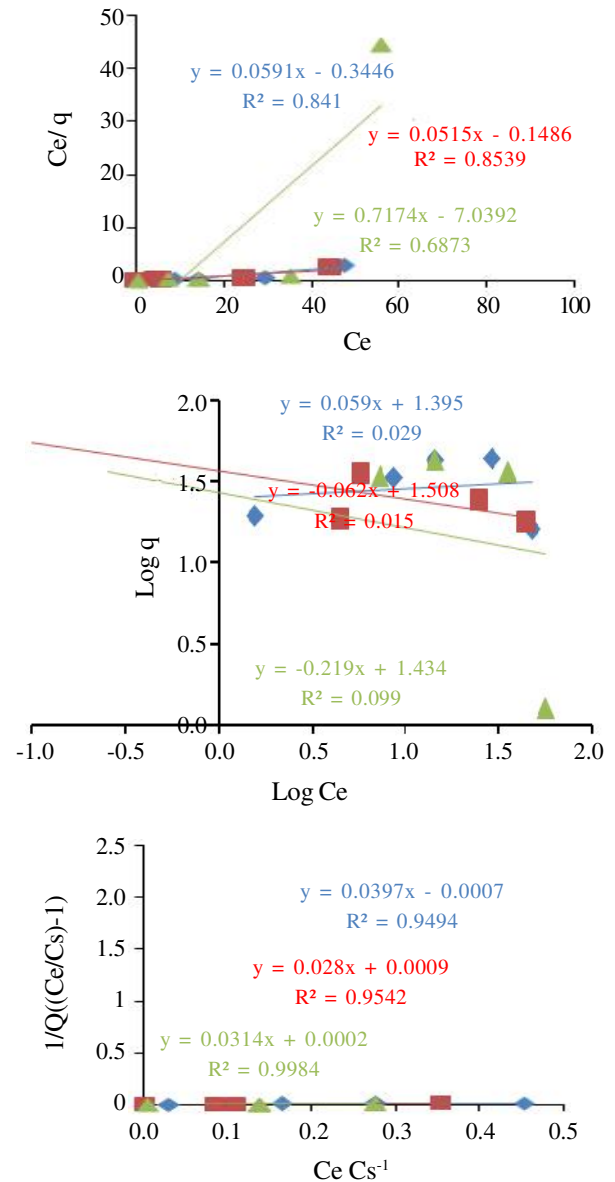 50
40
30
20
10
0
Ce/ q
y = 0.0591x - 0.3446
R² = 0.841
y = 0.0515x - 0.1486
R² = 0.8539
y = 0.7174x - 7.0392
R² = 0.6873
0 20 40 60 80 100
Ce
2.0
1.5
1.0
0.5
0.0
Log q
y = 0.059x + 1.395
R² = 0.029
y = -0.062x + 1.508
R² = 0.015
y = -0.219x + 1.434
R² = 0.099
-1.0 -0.5 0.0 0.5 1.0 1.5 2.0
Log Ce
2.5
2.0
1.5
1
0.5
0
1/Q((Ce/Cs)-1)
y = 0.0397x - 0.0007
R² = 0.9494
y = 0.028x + 0.0009
R² = 0.9542
y = 0.0314x + 0.0002
R² = 0.9984
0.0 0.1 0.2 0.3 0.4 0.5
Ce Cs⁻¹